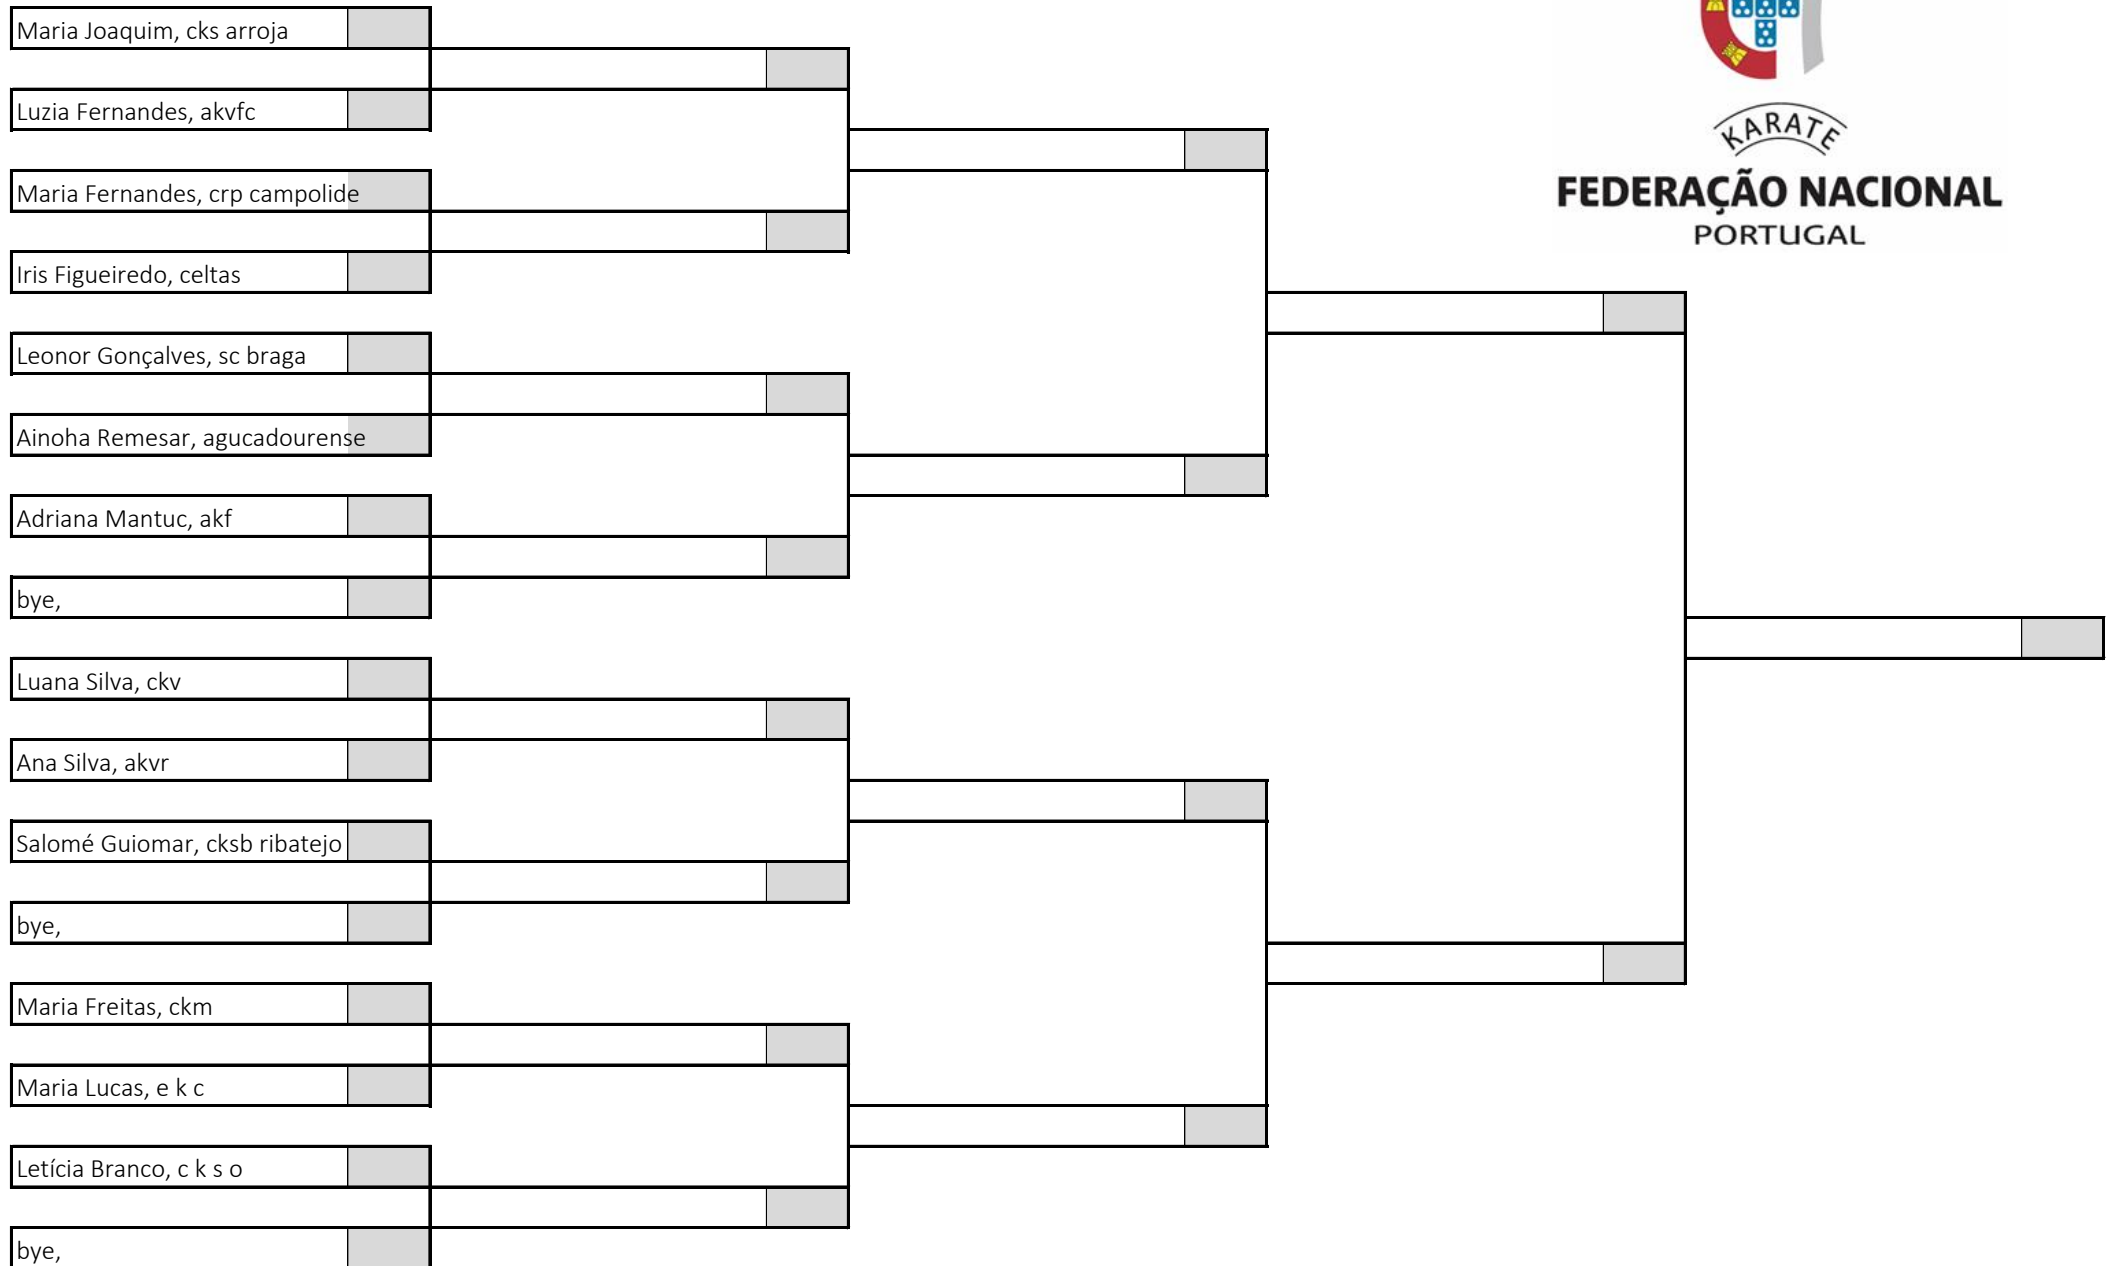 Maria Joaquim, cks arroja
Luzia Fernandes, akvfc
Maria Fernandes, crp campolide
Iris Figueiredo, celtas
Leonor Gonçalves, sc braga
Ainoha Remesar, agucadourense
Adriana Mantuc, akf
bye,
Luana Silva, ckv
Ana Silva, akvr
Salomé Guiomar, cksb ribatejo
bye,
Maria Freitas, ckm
Maria Lucas, e k c
Letícia Branco, c k s o
bye,
KARATE
FEDERAÇÃO NACIONAL
PORTUGAL